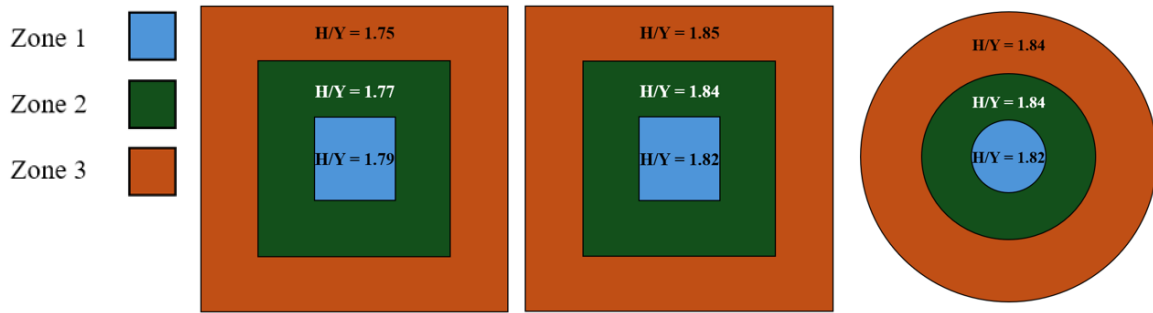 Zone 1
Zone 2
Zone 3
H/Y = 1.75
H/Y = 1.77
H/Y = 1.79
H/Y = 1.85
H/Y = 1.84
H/Y = 1.82
H/Y = 1.84
H/Y = 1.84
H/Y = 1.82